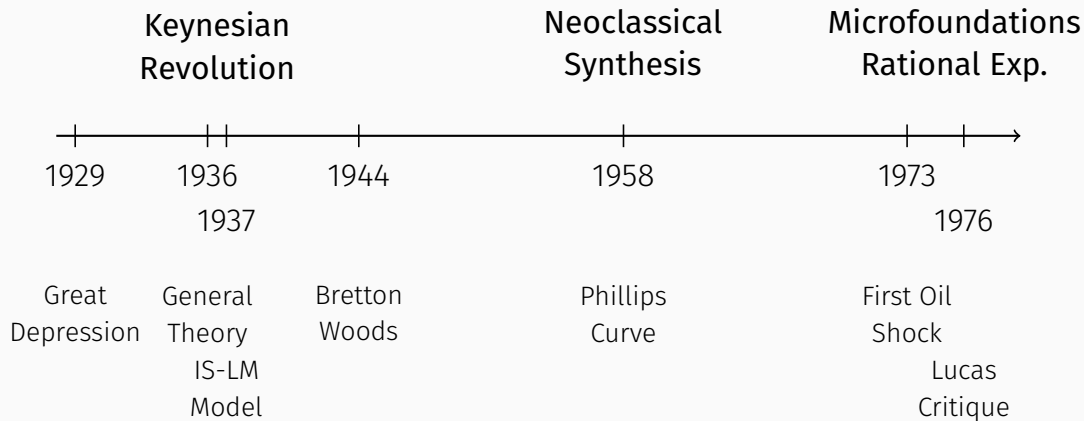 Keynesian
Revolution
Neoclassical
Synthesis
Microfoundations
Rational Exp.
1929
1936
1937
1944
1958
1973
1976
Great
Depression
General
Theory
IS-LM
Model
Bretton
Woods
Phillips
Curve
First Oil
Shock
Lucas
Critique